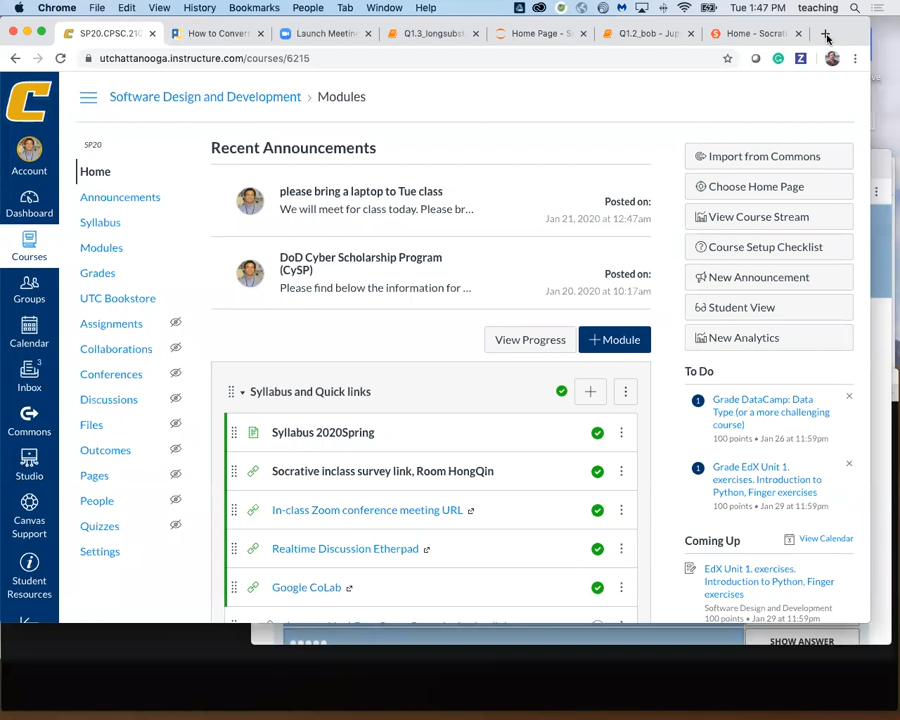 Chrome File Edit View History Bookmarks People Tab Window Help Tue 1:47 PM teaching
SP20.CPSC.210 How to Conver Launch Meetin Q1.3_longsubst Home Page - S Q1.2_bob - Jup Home - Socrati
utchattanooga.instructure.com/courses/6215
Software Design and Development > Modules
SP20
Home
Announcements
Syllabus
Modules
Grades
UTC Bookstore
Assignments
Collaborations
Conferences
Discussions
Files
Outcomes
Pages
People
Quizzes
Settings
Account
Dashboard
Courses
Groups
Calendar
3
Inbox
Commons
Studio
Canvas
Support
Student
Resources
Recent Announcements
please bring a laptop to Tue class
We will meet for class today. Please br...
Posted on:
Jan 21, 2020 at 12:47am
DoD Cyber Scholarship Program
(CySP)
Please find below the information for ...
Posted on:
Jan 20, 2020 at 10:17am
View Progress + Module
Syllabus and Quick links
Syllabus 2020Spring
Socrative inclass survey link, Room HongQin
In-class Zoom conference meeting URL
Realtime Discussion Etherpad
Google CoLab
Import from Commons
Choose Home Page
View Course Stream
Course Setup Checklist
New Announcement
Student View
New Analytics
To Do
1 Grade DataCamp: Data
Type (or a more challenging
course)
100 points • Jan 26 at 11:59pm
1 Grade EdX Unit 1.
exercises. Introduction to
Python, Finger exercises
100 points • Jan 29 at 11:59pm
Coming Up View Calendar
EdX Unit 1. exercises.
Introduction to Python, Finger
exercises
Software Design and Development
100 points • Jan 29 at 11:59pm
SHOW ANSWER